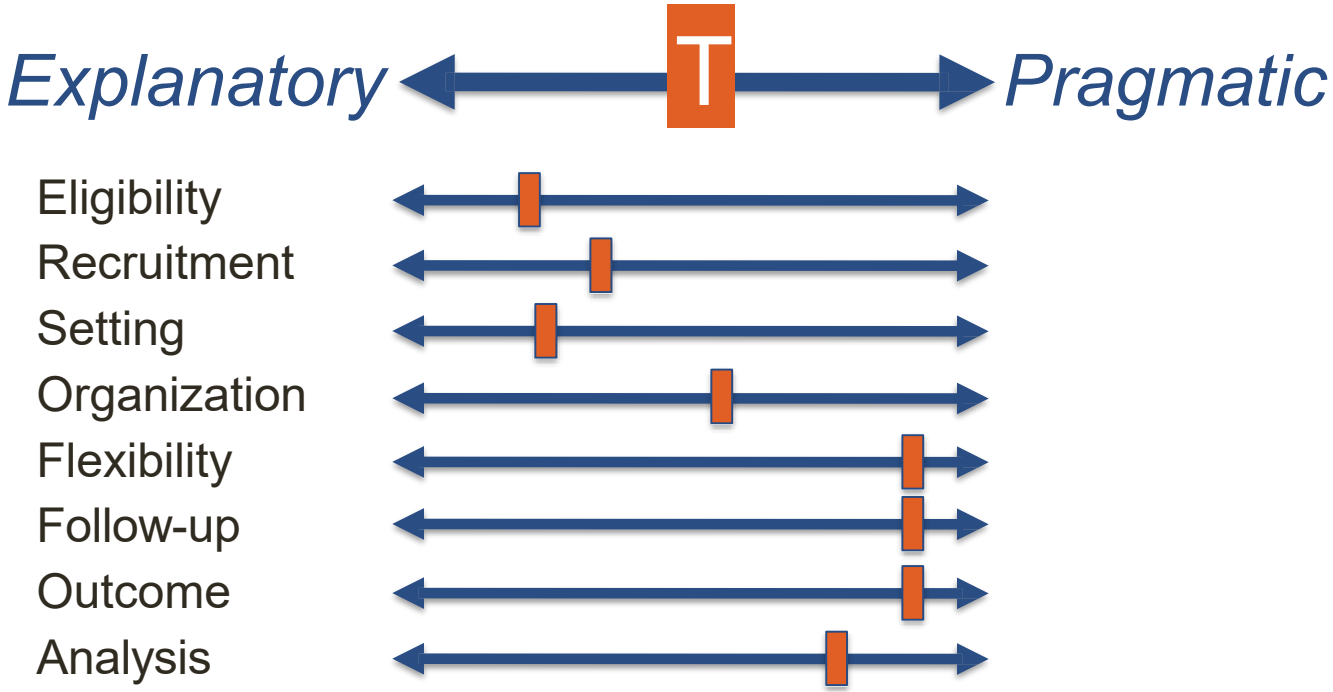 Explanatory T Pragmatic
Eligibility
Recruitment
Setting
Organization
Flexibility
Follow-up
Outcome
Analysis